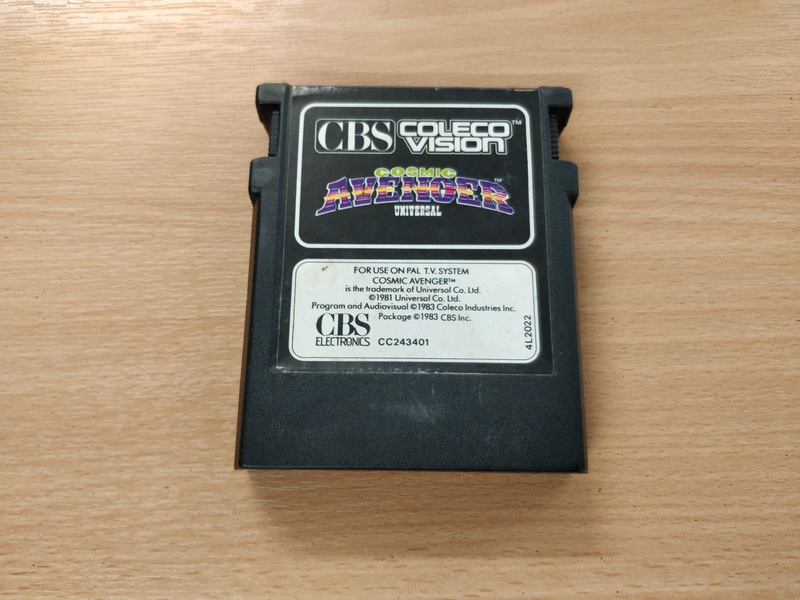 CBS COLECO VISION™
COSMIC
AVENGER™
UNIVERSAL
FOR USE ON PAL T.V. SYSTEM
COSMIC AVENGER™
is the trademark of Universal Co. Ltd.
©1981 Universal Co. Ltd.
Program and Audiovisual ©1983 Coleco Industries Inc.
Package ©1983 CBS Inc.
CBS
ELECTRONICS CC243401
4L2022